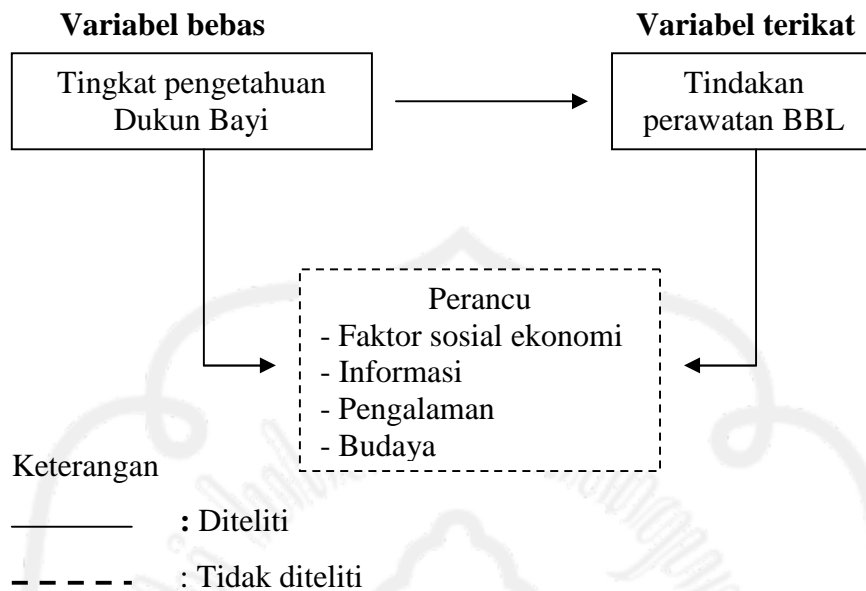 Variabel bebas
Variabel terikat
Tingkat pengetahuan
Dukun Bayi
Tindakan
perawatan BBL
Perancu
- Faktor sosial ekonomi
- Informasi
- Pengalaman
- Budaya
Keterangan
: Diteliti
: Tidak diteliti